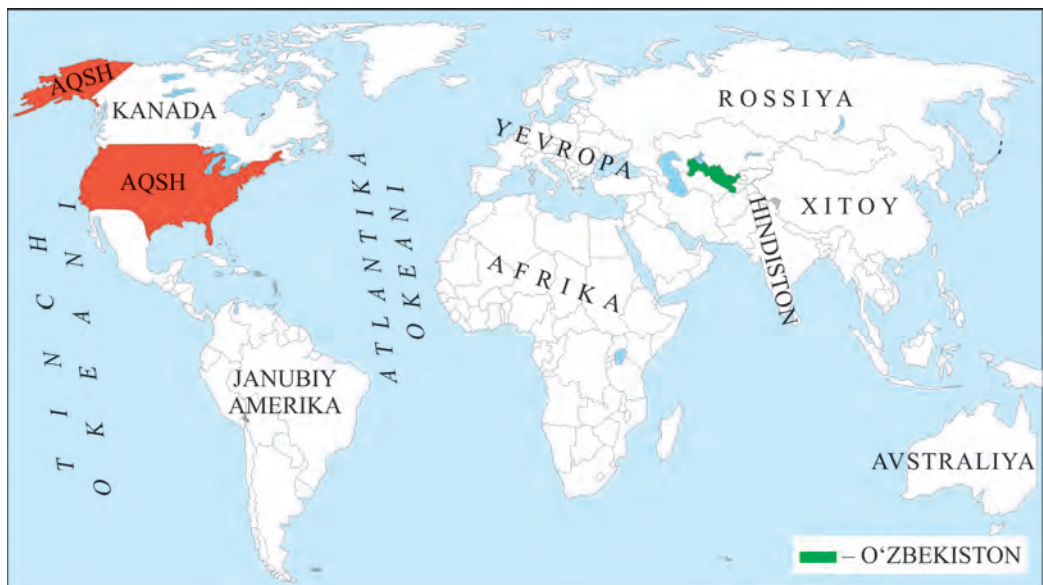 AQSH
KANADA
AQSH
TINCH
OKEANI
ATLANTIKA
OKEANI
JANUBIY
AMERIKA
YEVROPA
AFRIKA
ROSSIYA
XITOY
HINDISTON
AVSTRALIYA
– O‘ZBEKISTON